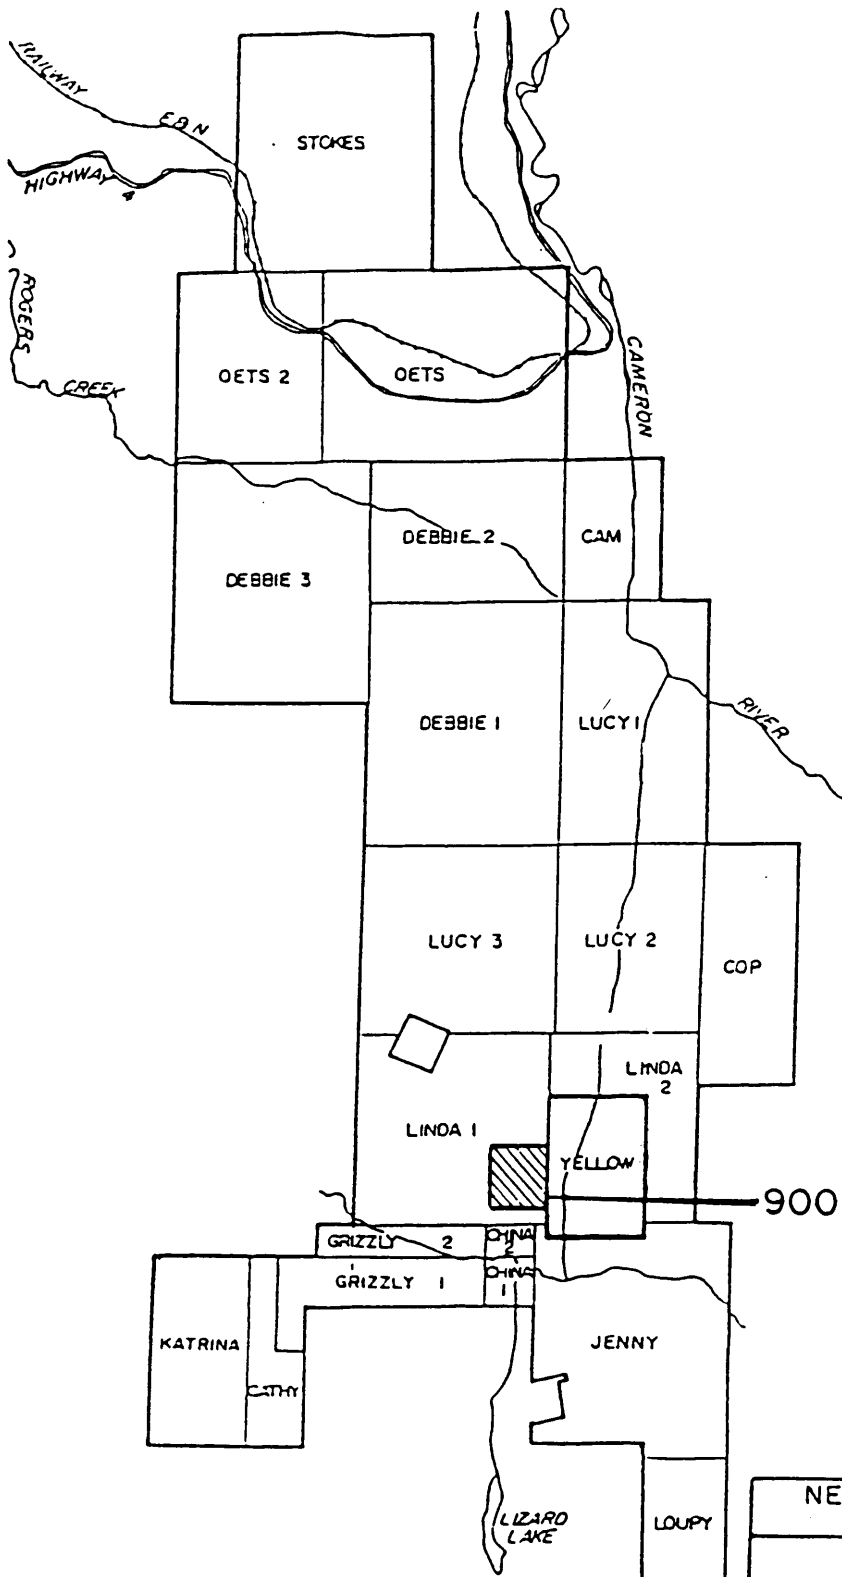 RAILWAY
E & N
STOKES
HIGHWAY
4
ROGERS
CREEK
OETS 2
OETS
CAMERON
DEBBIE 2
CAM
DEBBIE 3
DEBBIE 1
LUCY 1
RIVER
LUCY 3
LUCY 2
COP
LINDA
2
LINDA 1
YELLOW
900
GRIZZLY 2
CHINA
2
GRIZZLY 1
CHINA
1
KATRINA
JENNY
CATHY
LIZARD
LAKE
LOUPY
NE